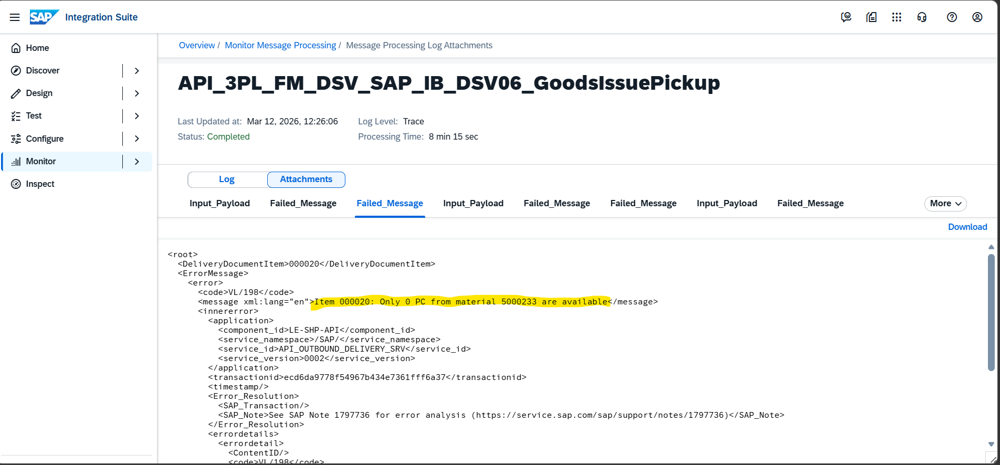 SAP Integration Suite
Home
Discover
Design
Test
Configure
Monitor
Inspect
Overview / Monitor Message Processing / Message Processing Log Attachments
API_3PL_FM_DSV_SAP_IB_DSV06_GoodsIssuePickup
Last Updated at: Mar 12, 2026, 12:26:06 Log Level: Trace
Status: Completed Processing Time: 8 min 15 sec
Log Attachments
Input_Payload Failed_Message Failed_Message Input_Payload Failed_Message Failed_Message Input_Payload Failed_Message More
Download
<root>
<DeliveryDocumentItem>000020</DeliveryDocumentItem>
<ErrorMessage>
<error>
<code>VL/198</code>
<message xml:lang="en">Item 000020: Only 0 PC from material 5000233 are available</message>
<innererror>
<application>
<component_id>LE-SHP-API</component_id>
<service_namespace>/SAP/</service_namespace>
<service_id>API_OUTBOUND_DELIVERY_SRV</service_id>
<service_version>0002</service_version>
</application>
<transactionid>ecd6da9778f54967b434e7361fff6a37</transactionid>
<timestamp/>
<Error_Resolution>
<SAP_Transaction/>
<SAP_Note>See SAP Note 1797736 for error analysis (https://service.sap.com/sap/support/notes/1797736)</SAP_Note>
</Error_Resolution>
<errordetails>
<errordetail>
<ContentID/>
<code>VL/198</code>